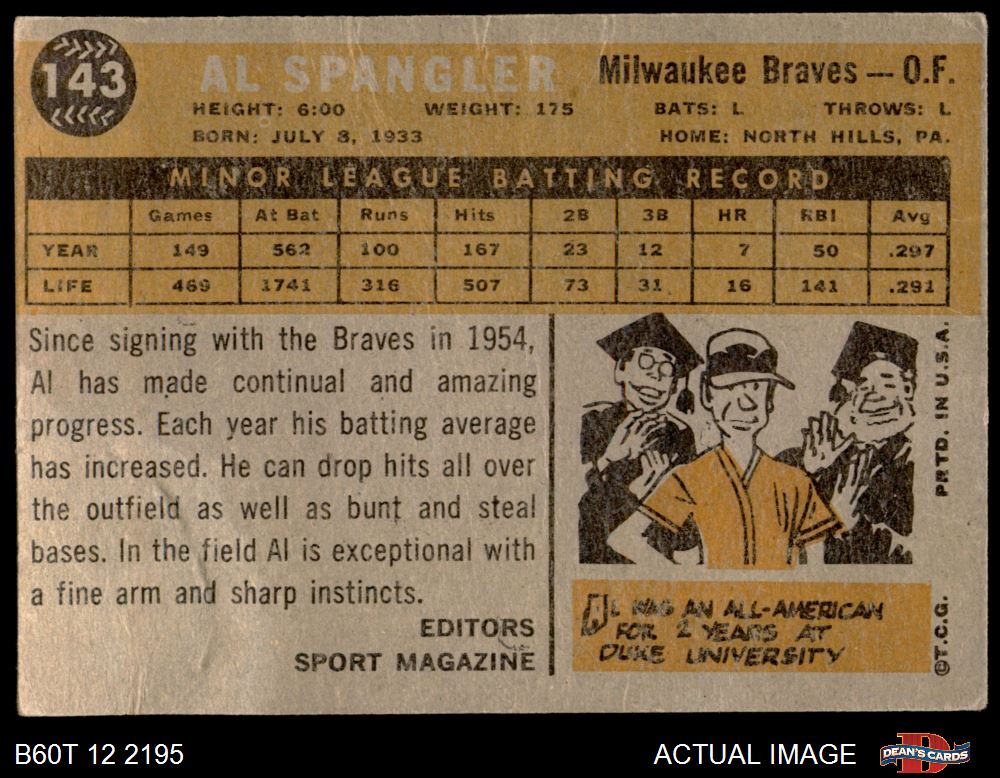 143
AL SPANGLER
Milwaukee Braves — O.F.
HEIGHT: 6:00 WEIGHT: 175 BATS: L THROWS: L
BORN: JULY 8, 1933 HOME: NORTH HILLS, PA.
MINOR LEAGUE BATTING RECORD
Games At Bat Runs Hits 2B 3B HR RBI Avg
YEAR 149 562 100 167 23 12 7 50 .297
LIFE 469 1741 316 507 73 31 16 141 .291
Since signing with the Braves in 1954,
Al has made continual and amazing
progress. Each year his batting average
has increased. He can drop hits all over
the outfield as well as bunt and steal
bases. In the field Al is exceptional with
a fine arm and sharp instincts.
EDITORS
SPORT MAGAZINE
AL WAS AN ALL-AMERICAN
FOR 2 YEARS AT
DUKE UNIVERSITY
©T.C.G. PRTD. IN U.S.A.
B60T 12 2195
ACTUAL IMAGE
DEAN'S CARDS